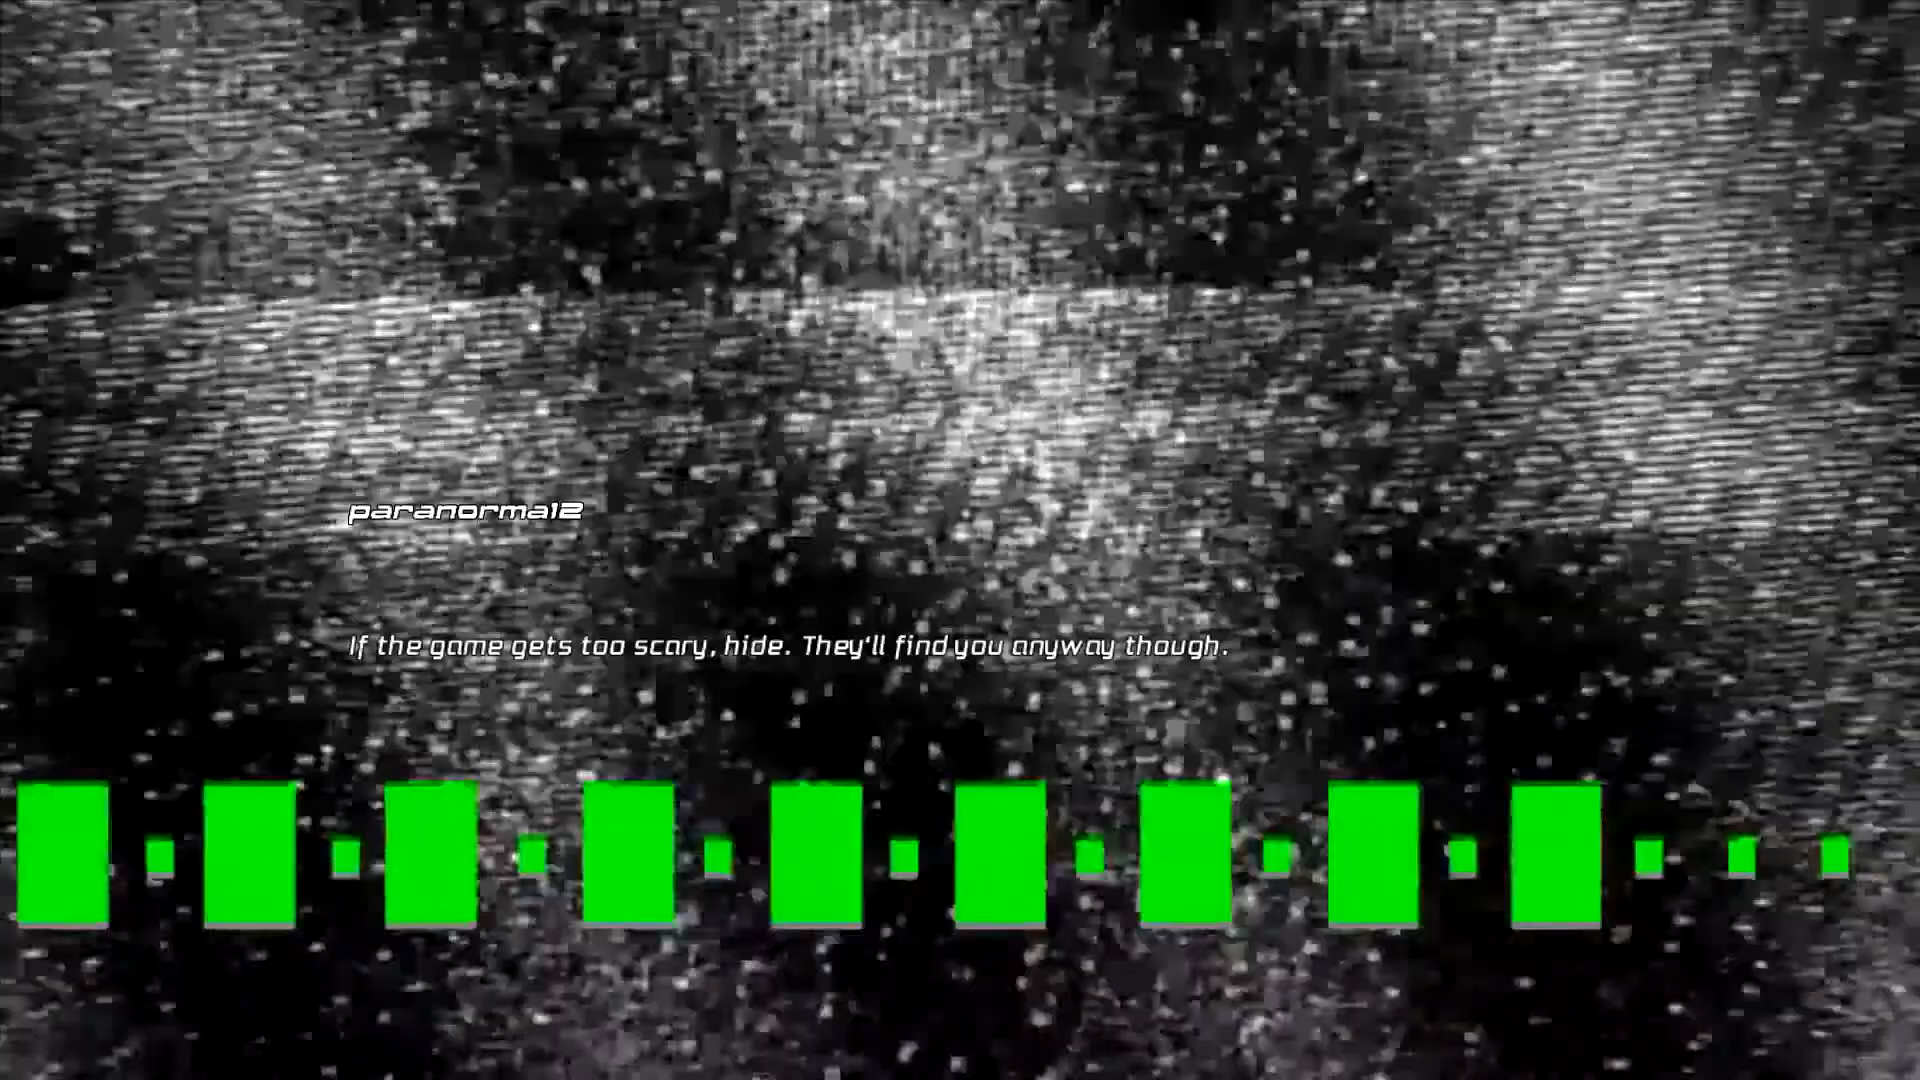 paranormal2
If the game gets too scary, hide. They'll find you anyway though.